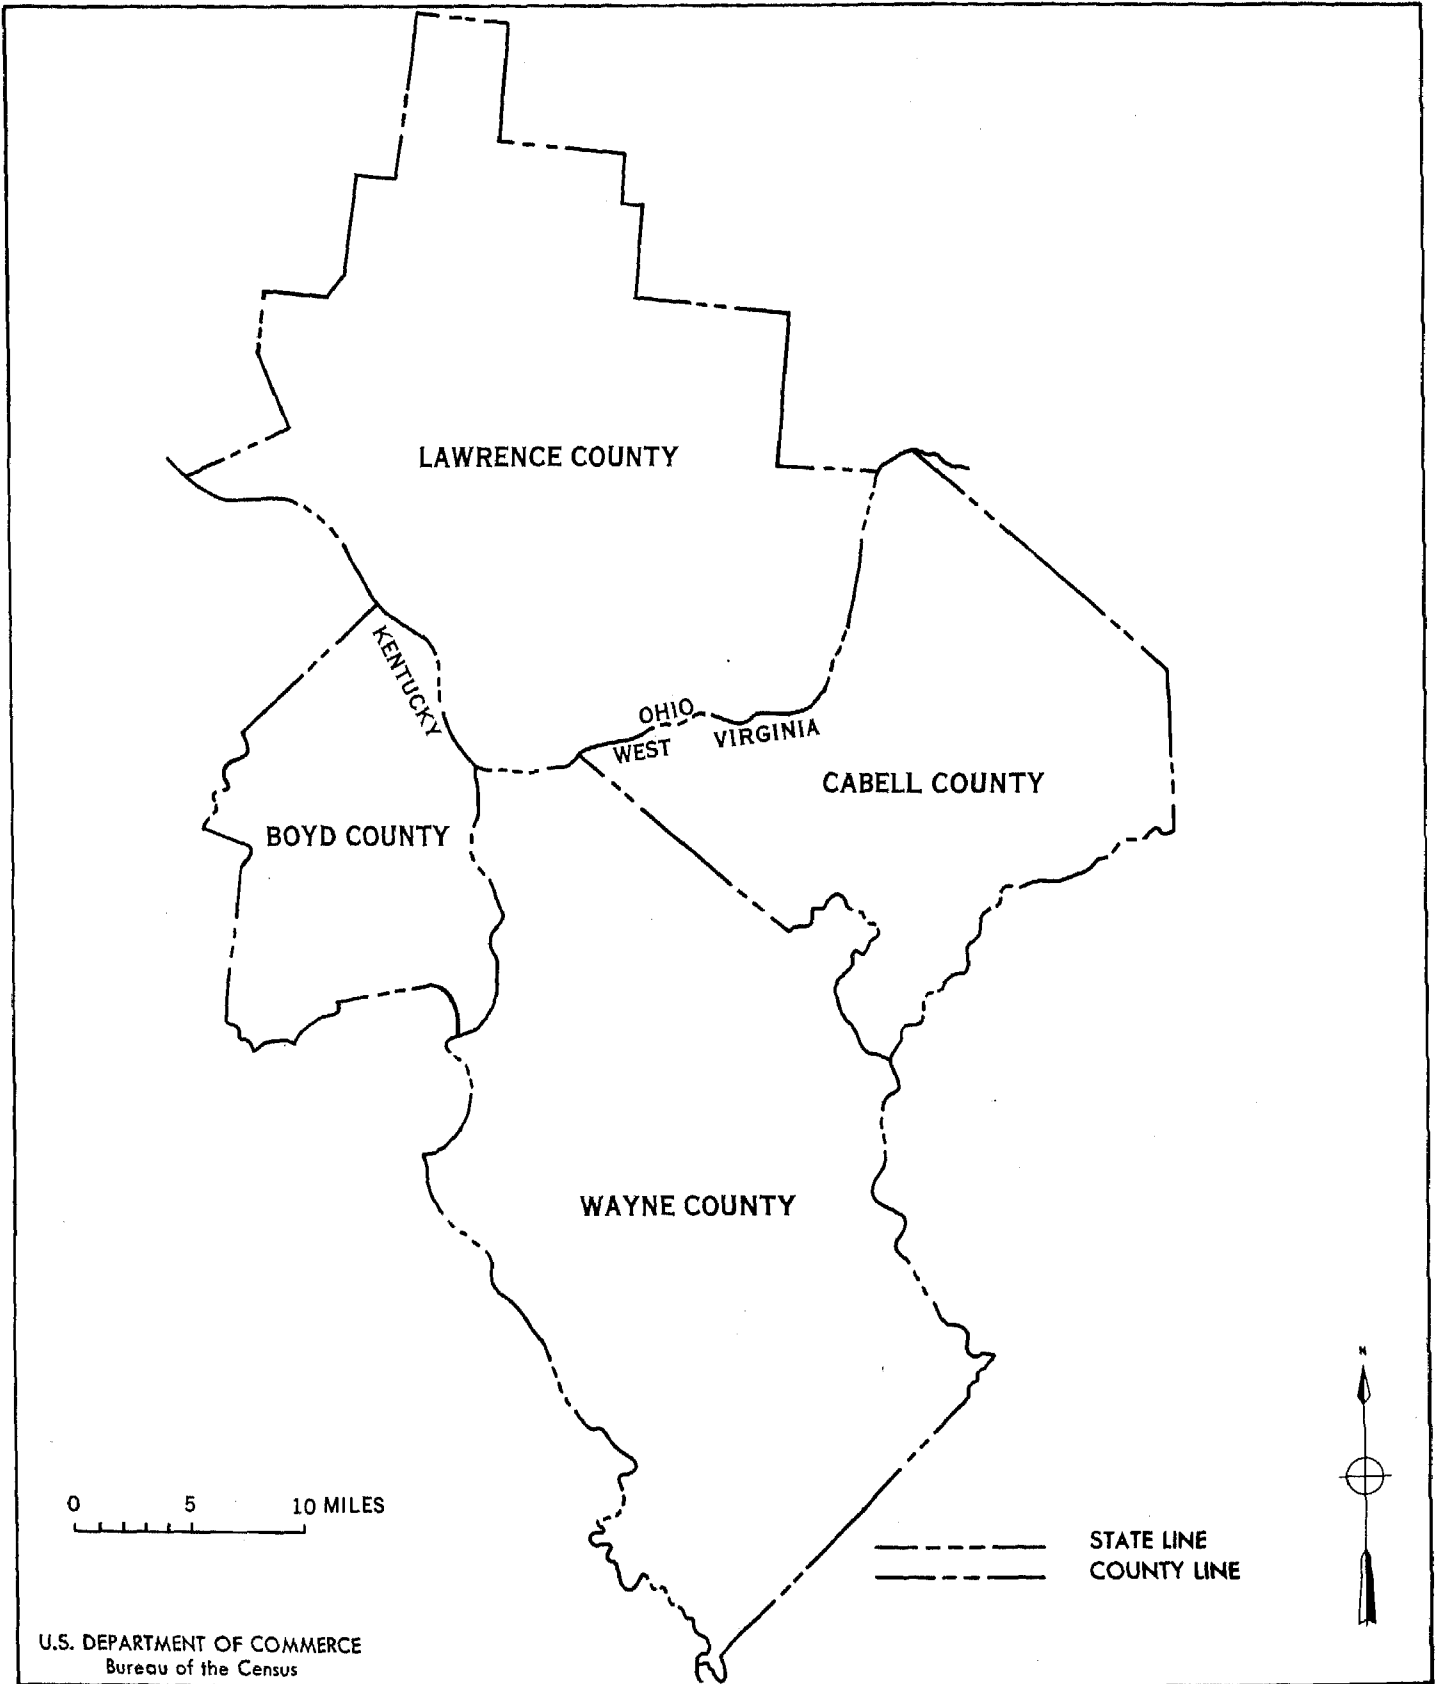 LAWRENCE COUNTY
KENTUCKY
OHIO
WEST VIRGINIA
CABELL COUNTY
BOYD COUNTY
WAYNE COUNTY
N
0 5 10 MILES
STATE LINE
COUNTY LINE
U.S. DEPARTMENT OF COMMERCE
Bureau of the Census